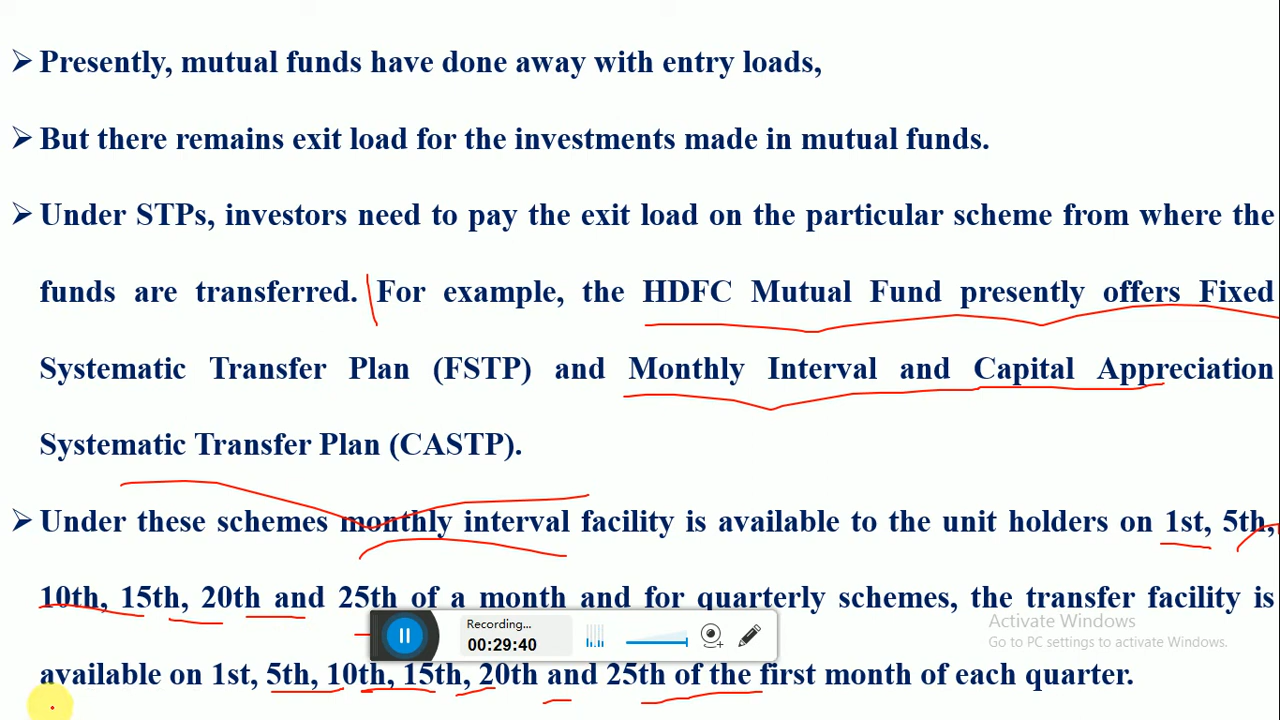 ➢ Presently, mutual funds have done away with entry loads,
➢ But there remains exit load for the investments made in mutual funds.
➢ Under STPs, investors need to pay the exit load on the particular scheme from where the
funds are transferred. For example, the HDFC Mutual Fund presently offers Fixed
Systematic Transfer Plan (FSTP) and Monthly Interval and Capital Appreciation
Systematic Transfer Plan (CASTP).
➢ Under these schemes monthly interval facility is available to the unit holders on 1st, 5th,
10th, 15th, 20th and 25th of a month and for quarterly schemes, the transfer facility is
available on 1st, 5th, 10th, 15th, 20th and 25th of the first month of each quarter.
Recording...
00:29:40
Activate Windows
Go to PC settings to activate Windows.